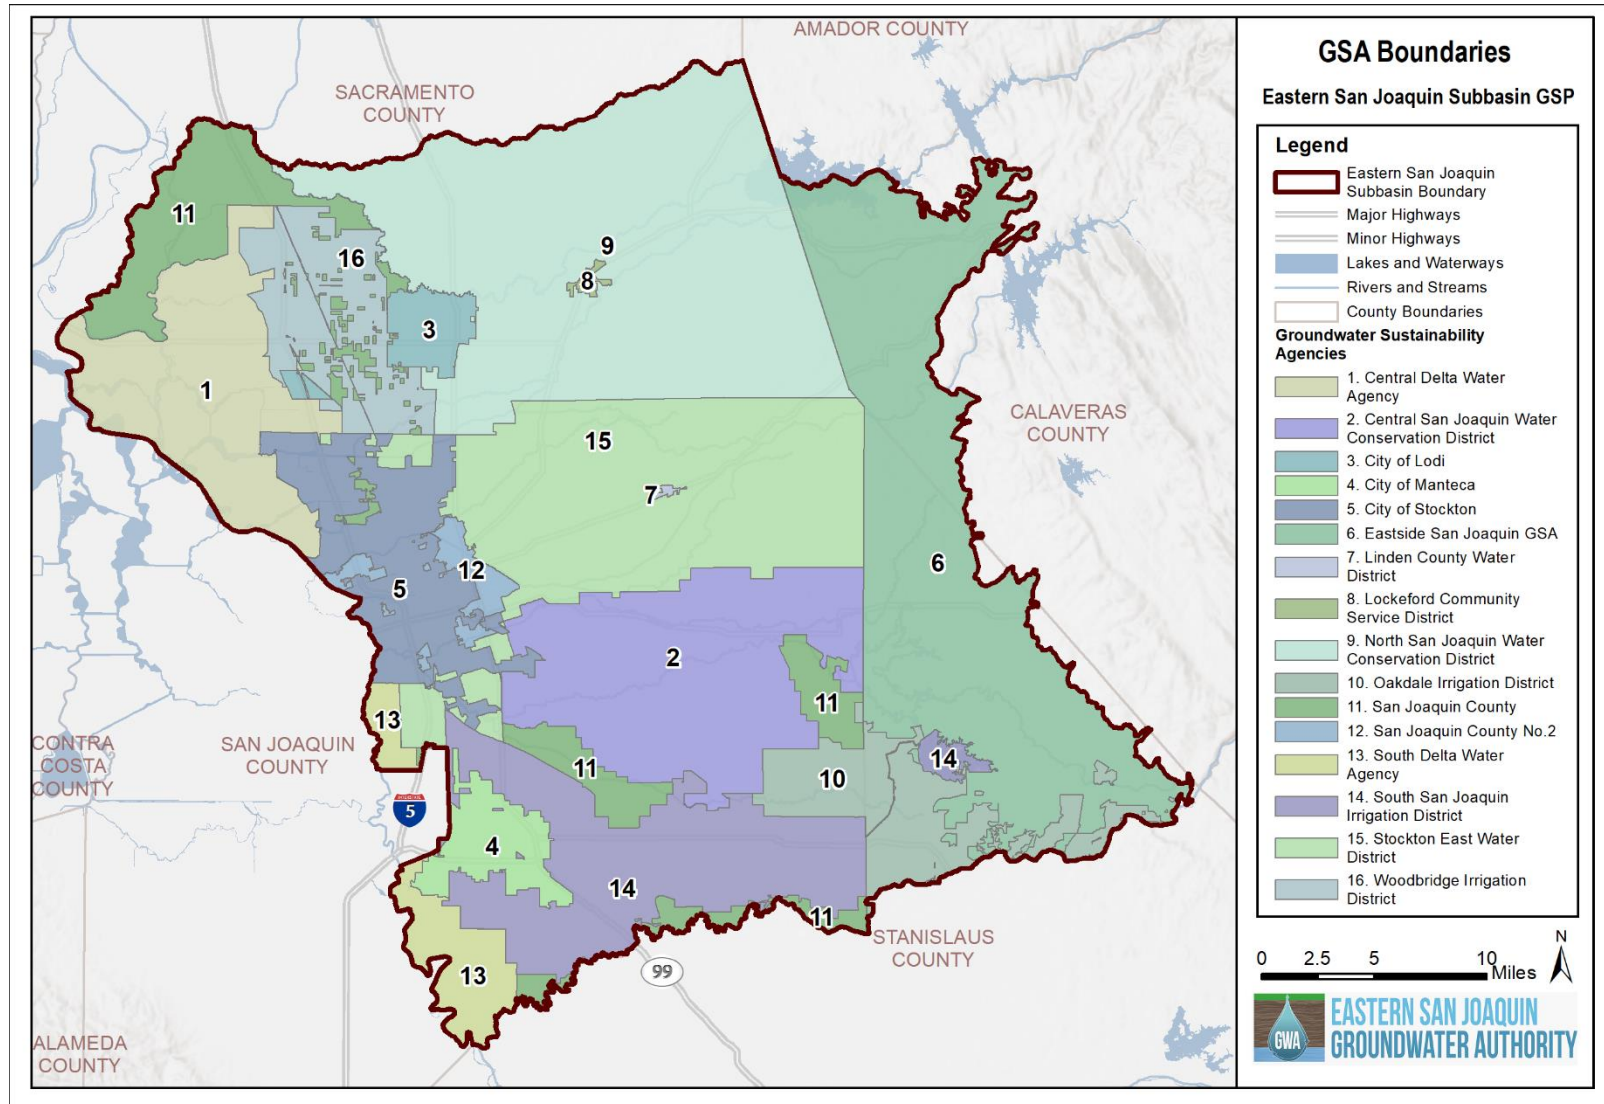 AMADOR COUNTY
SACRAMENTO
COUNTY
11
16
9
8
3
1
CALAVERAS
COUNTY
15
7
6
12
5
2
11
13
CONTRA
COSTA
COUNTY
SAN JOAQUIN
COUNTY
11
10
14
5
4
14
11
STANISLAUS
COUNTY
13
99
ALAMEDA
COUNTY
GSA Boundaries
Eastern San Joaquin Subbasin GSP
Legend
Eastern San Joaquin
Subbasin Boundary
Major Highways
Minor Highways
Lakes and Waterways
Rivers and Streams
County Boundaries
Groundwater Sustainability
Agencies
1. Central Delta Water
Agency
2. Central San Joaquin Water
Conservation District
3. City of Lodi
4. City of Manteca
5. City of Stockton
6. Eastside San Joaquin GSA
7. Linden County Water
District
8. Lockeford Community
Service District
9. North San Joaquin Water
Conservation District
10. Oakdale Irrigation District
11. San Joaquin County
12. San Joaquin County No.2
13. South Delta Water
Agency
14. South San Joaquin
Irrigation District
15. Stockton East Water
District
16. Woodbridge Irrigation
District
N
0 2.5 5 10
Miles
GWA
EASTERN SAN JOAQUIN
GROUNDWATER AUTHORITY